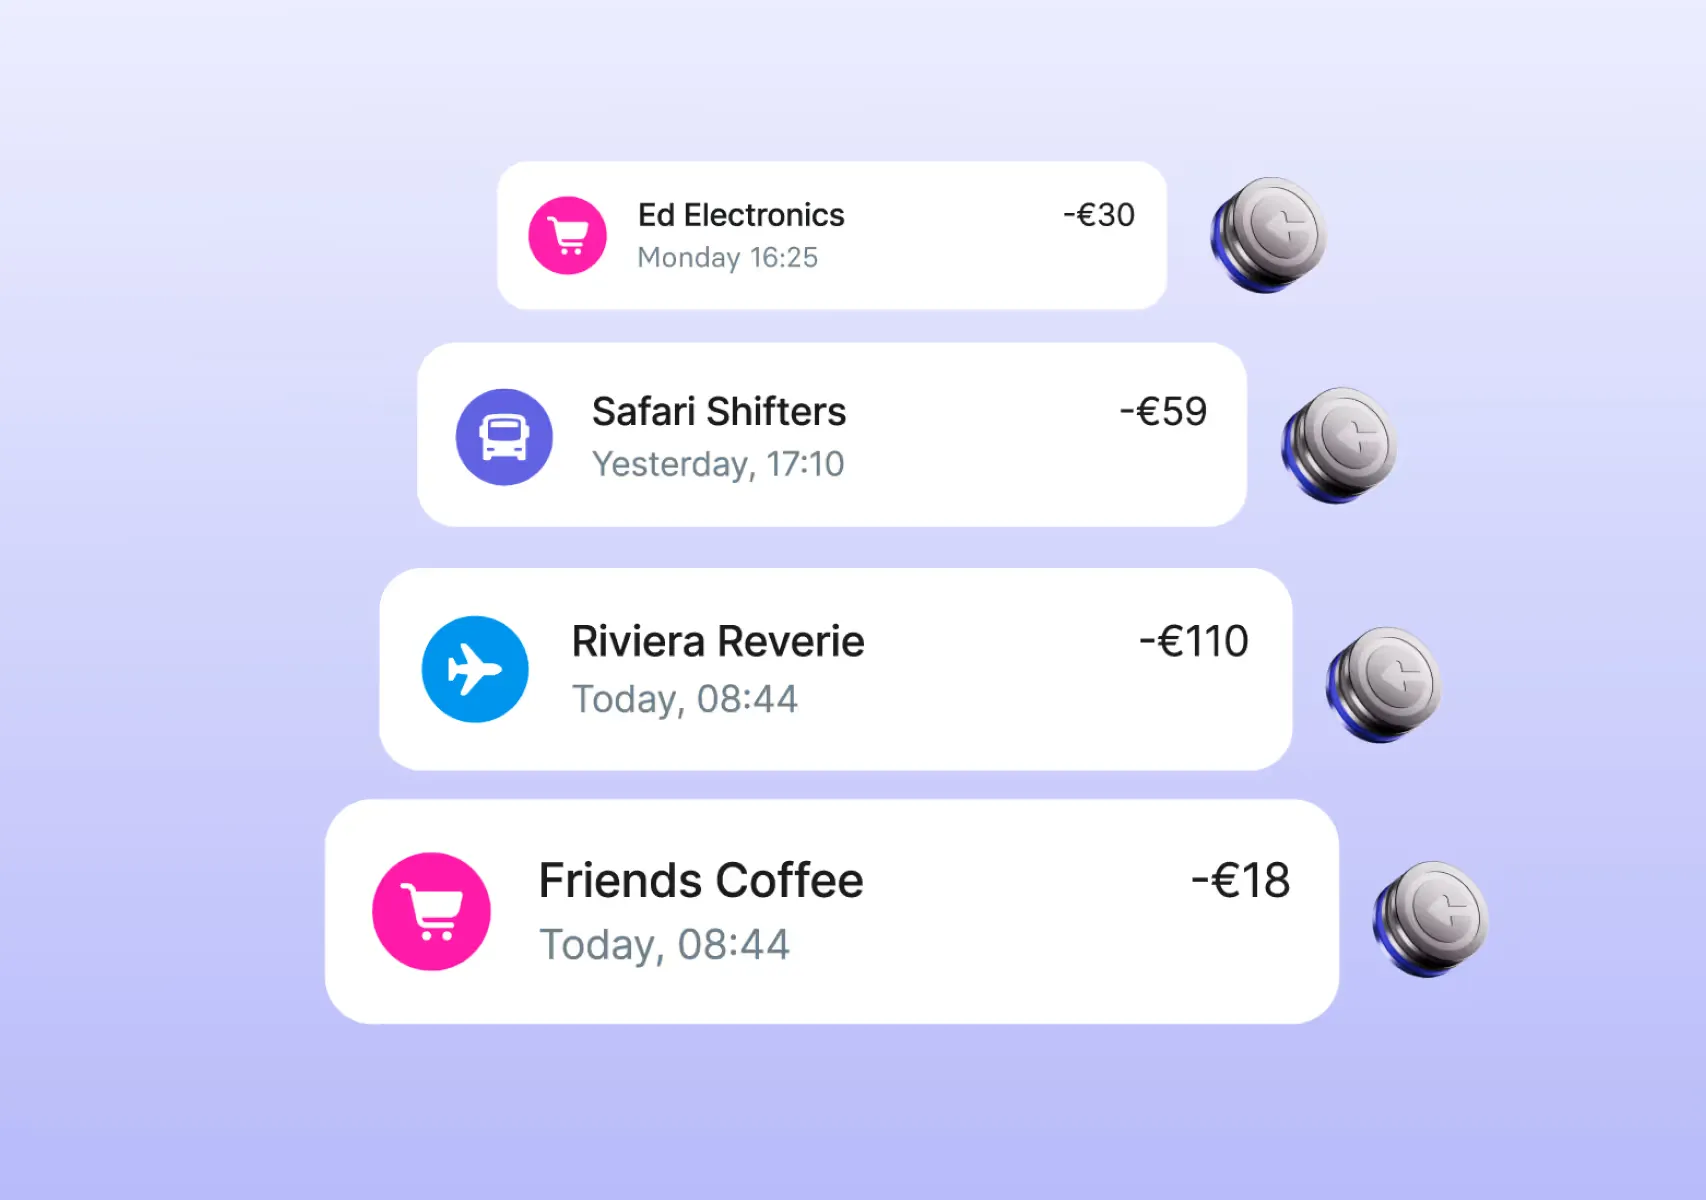 Ed Electronics
-€30
Monday 16:25
Safari Shifters
-€59
Yesterday, 17:10
Riviera Reverie
-€110
Today, 08:44
Friends Coffee
-€18
Today, 08:44